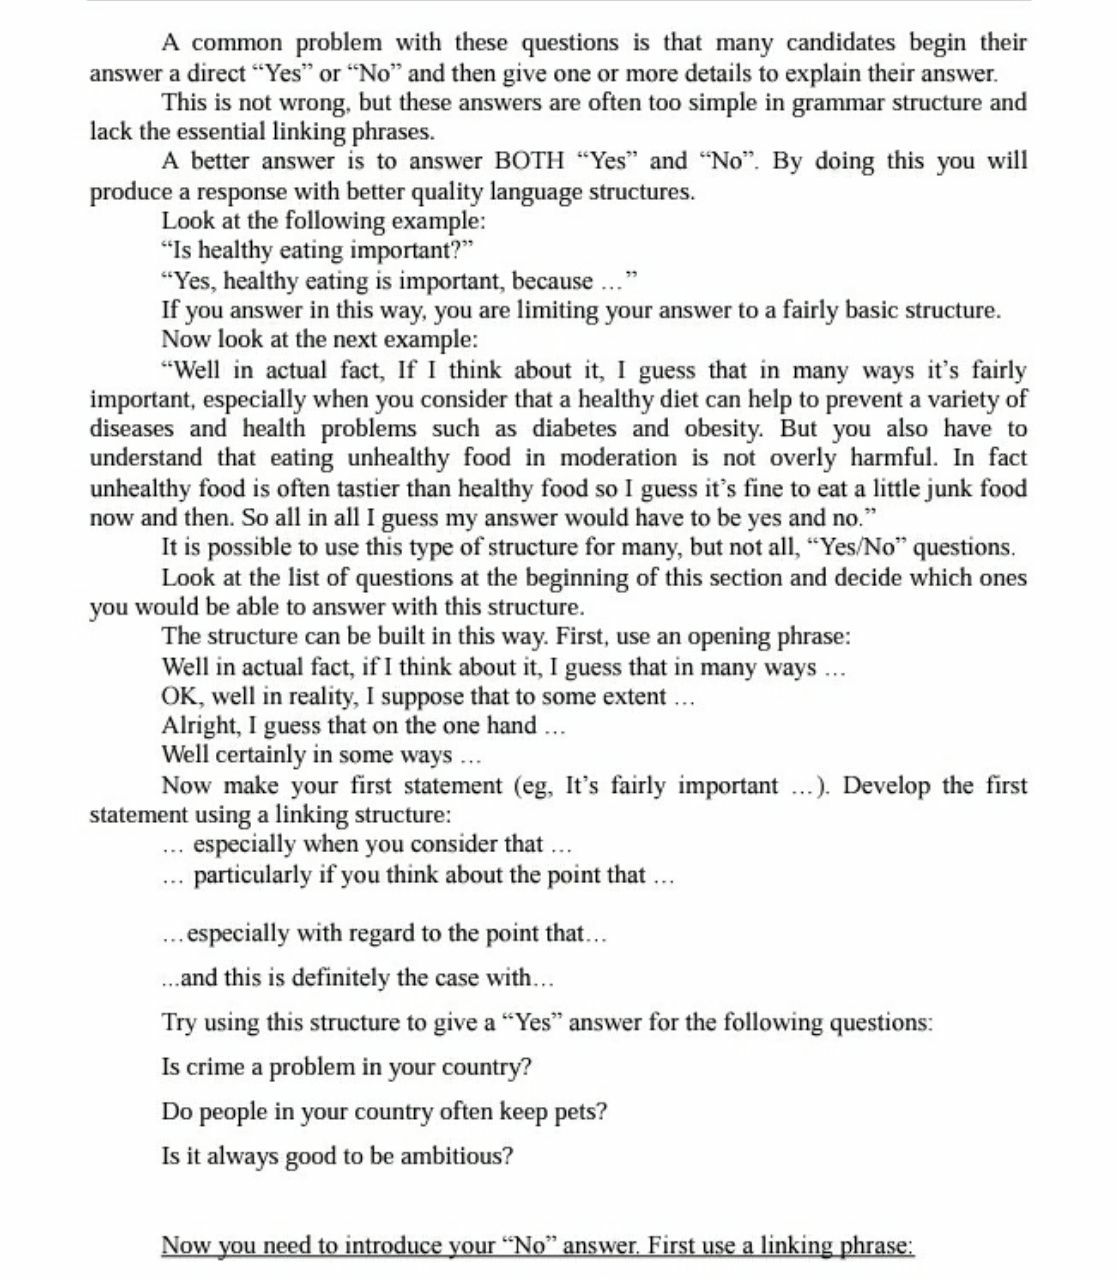 A common problem with these questions is that many candidates begin their
answer a direct “Yes” or “No” and then give one or more details to explain their answer.
This is not wrong, but these answers are often too simple in grammar structure and
lack the essential linking phrases.
A better answer is to answer BOTH “Yes” and “No”. By doing this you will
produce a response with better quality language structures.
Look at the following example:
“Is healthy eating important?”
“Yes, healthy eating is important, because …”
If you answer in this way, you are limiting your answer to a fairly basic structure.
Now look at the next example:
“Well in actual fact, If I think about it, I guess that in many ways it’s fairly
important, especially when you consider that a healthy diet can help to prevent a variety of
diseases and health problems such as diabetes and obesity. But you also have to
understand that eating unhealthy food in moderation is not overly harmful. In fact
unhealthy food is often tastier than healthy food so I guess it’s fine to eat a little junk food
now and then. So all in all I guess my answer would have to be yes and no.”
It is possible to use this type of structure for many, but not all, “Yes/No” questions.
Look at the list of questions at the beginning of this section and decide which ones
you would be able to answer with this structure.
The structure can be built in this way. First, use an opening phrase:
Well in actual fact, if I think about it, I guess that in many ways …
OK, well in reality, I suppose that to some extent …
Alright, I guess that on the one hand …
Well certainly in some ways …
Now make your first statement (eg, It’s fairly important …). Develop the first
statement using a linking structure:
… especially when you consider that …
… particularly if you think about the point that …
…especially with regard to the point that…
...and this is definitely the case with…
Try using this structure to give a “Yes” answer for the following questions:
Is crime a problem in your country?
Do people in your country often keep pets?
Is it always good to be ambitious?
Now you need to introduce your “No” answer. First use a linking phrase: